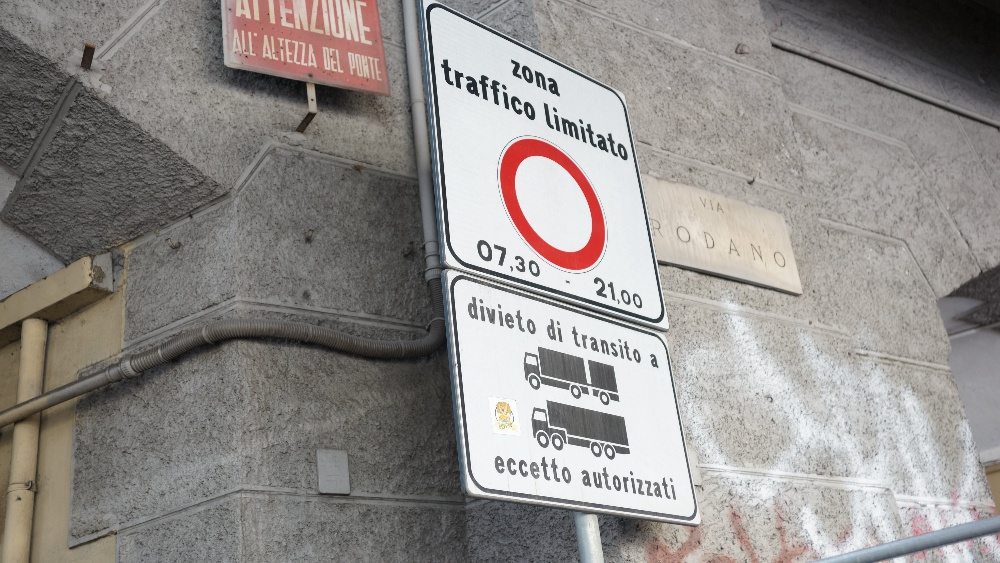 ATTENZIONE
ALL'ALTEZZA DEL PONTE
zona
traffico limitato
07,30 - 21,00
divieto di transito a
eccetto autorizzati
VIA
RODANO